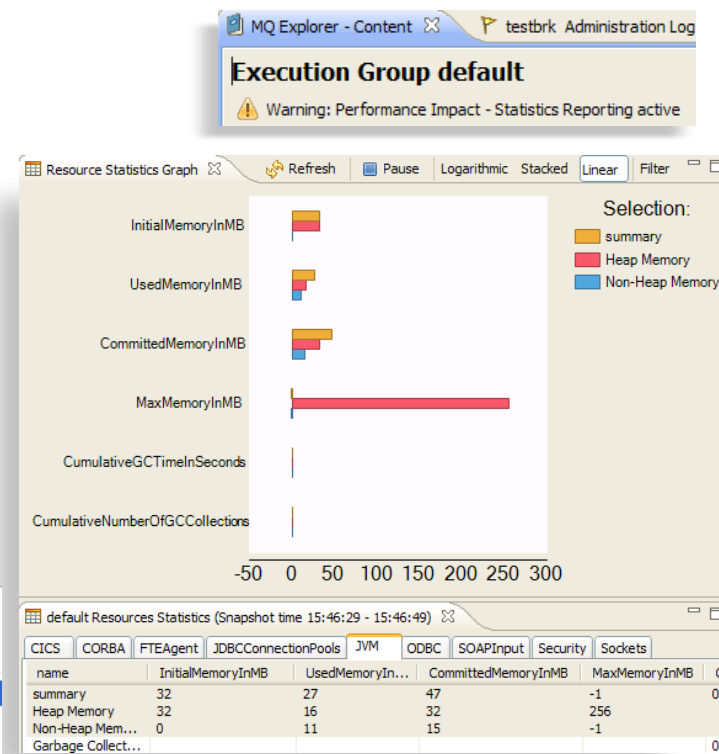 MQ Explorer - Content testbrk Administration Log
Execution Group default
Warning: Performance Impact - Statistics Reporting active
Resource Statistics Graph Refresh Pause Logarithmic Stacked Linear Filter
Selection:
summary
Heap Memory
Non-Heap Memory
InitialMemoryInMB
UsedMemoryInMB
CommittedMemoryInMB
MaxMemoryInMB
CumulativeGCTimeInSeconds
CumulativeNumberOfGCCollections
-50 0 50 100 150 200 250 300
default Resources Statistics (Snapshot time 15:46:29 - 15:46:49)
CICS CORBA FTEAgent JDBCConnectionPools JVM ODBC SOAPInput Security Sockets
name InitialMemoryInMB UsedMemoryIn... CommittedMemoryInMB MaxMemoryInMB C
summary 32 27 47 -1 0
Heap Memory 32 16 32 256
Non-Heap Mem... 0 11 15 -1
Garbage Collect... 0